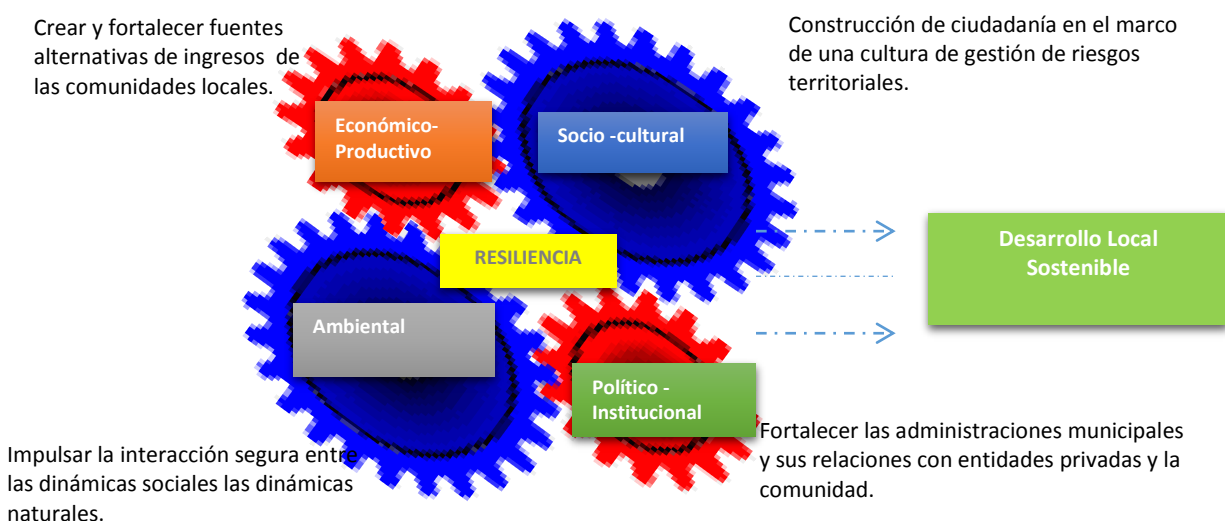 Crear y fortalecer fuentes
alternativas de ingresos de
las comunidades locales.
Construcción de ciudadanía en el marco
de una cultura de gestión de riesgos
territoriales.
Económico-
Productivo
Socio -cultural
RESILIENCIA
Desarrollo Local
Sostenible
Ambiental
Político -
Institucional
Impulsar la interacción segura entre
las dinámicas sociales las dinámicas
naturales.
Fortalecer las administraciones municipales
y sus relaciones con entidades privadas y la
comunidad.